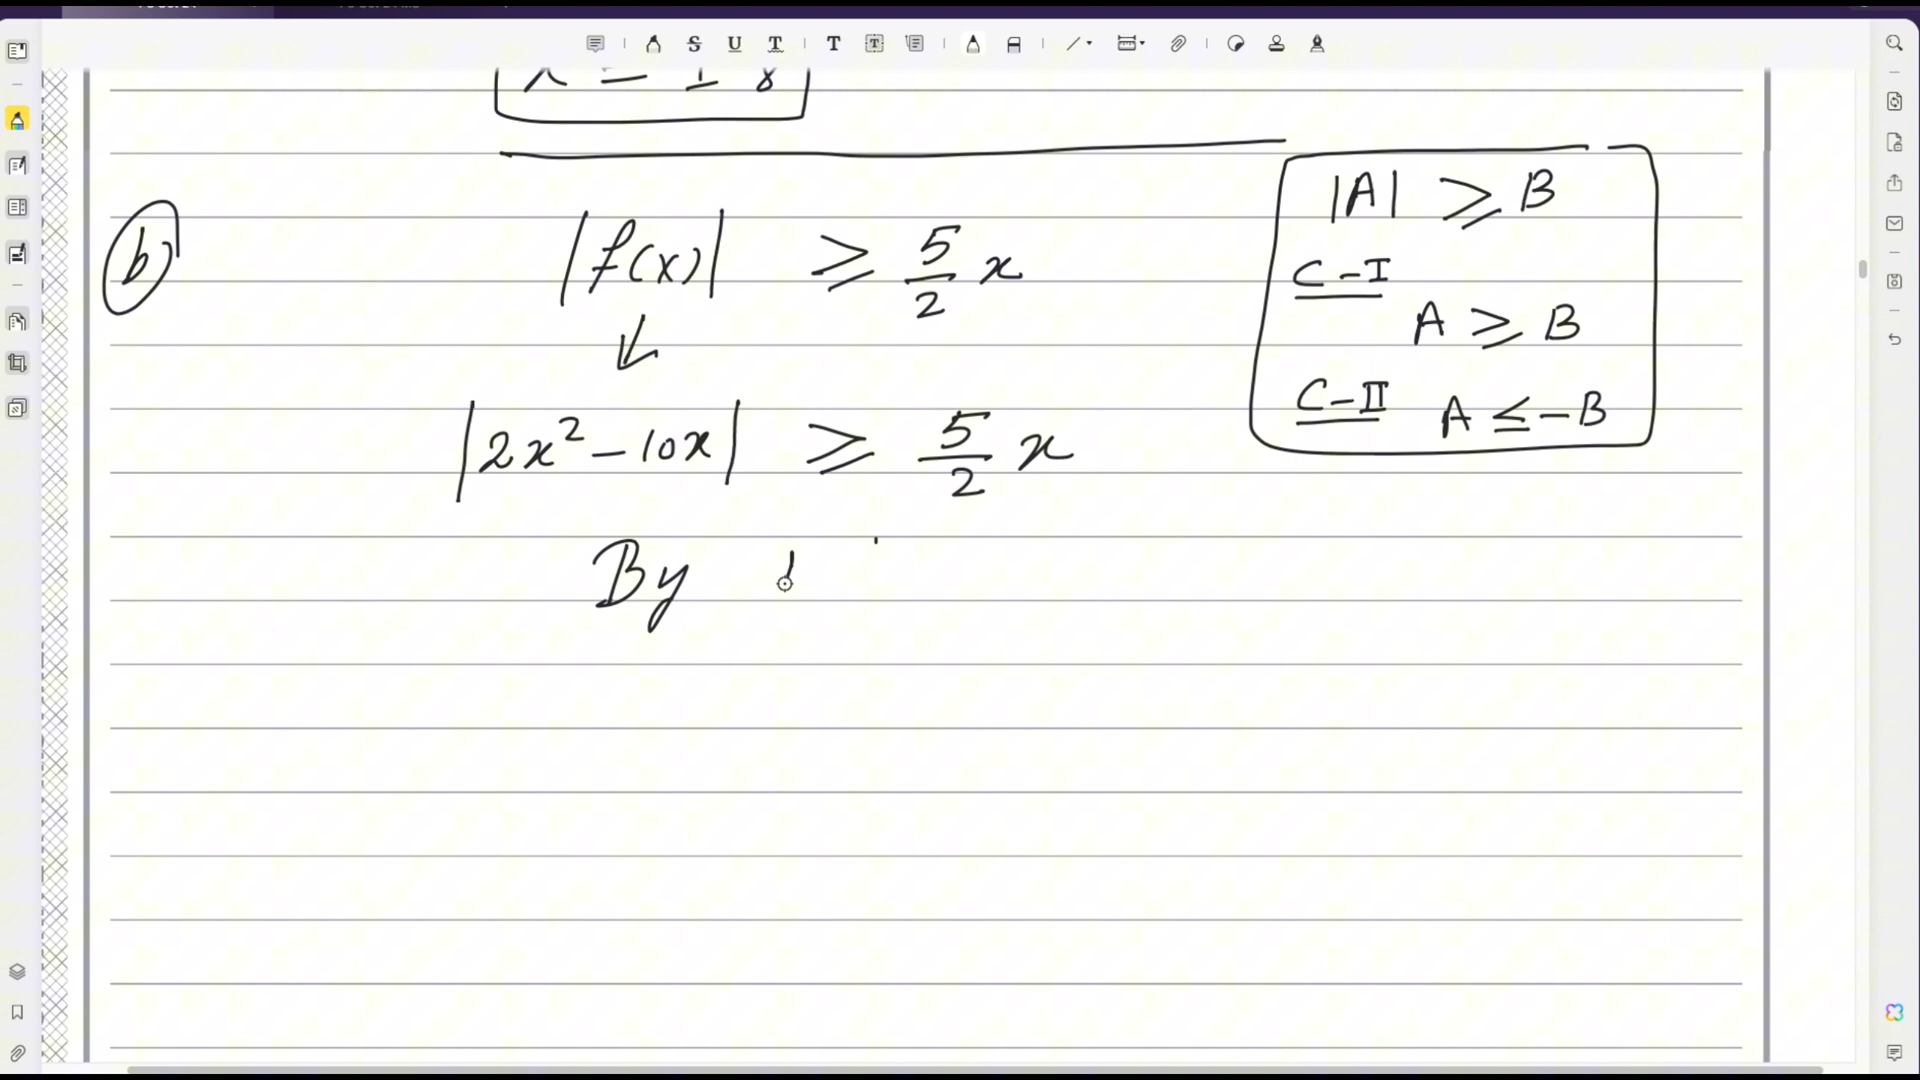 b
|f(x)| ≥ 5/2 x
|2x² - 10x| ≥ 5/2 x
By
|A| ≥ B
C-I
A ≥ B
C-II A ≤ -B